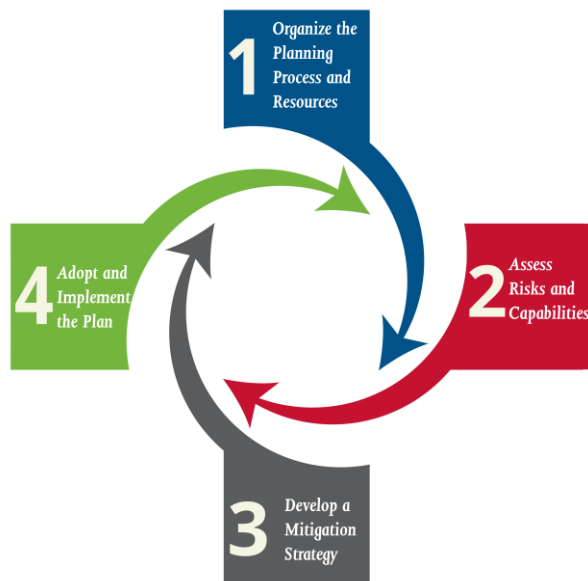 1
Organize the
Planning
Process and
Resources
2
Assess
Risks and
Capabilities
3
Develop a
Mitigation
Strategy
4
Adopt and
Implement
the Plan